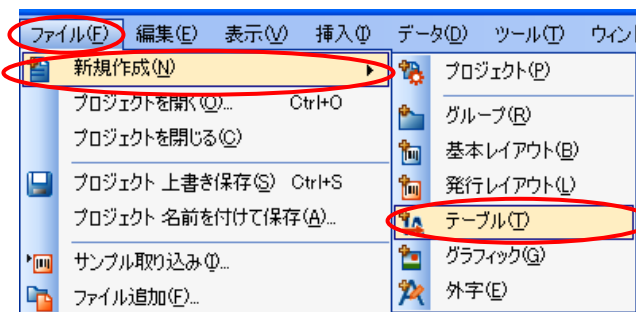 ファイル(F) 編集(E) 表示(V) 挿入(I) データ(D) ツール(T) ウィン
新規作成(N)
プロジェクトを開く(O)... Ctrl+O
プロジェクトを閉じる(C)
プロジェクト 上書き保存(S) Ctrl+S
プロジェクト 名前を付けて保存(A)...
サンプル取り込み(I)...
ファイル追加(F)...
プロジェクト(P)
グループ(R)
基本レイアウト(B)
発行レイアウト(L)
テーブル(T)
グラフィック(G)
外字(E)